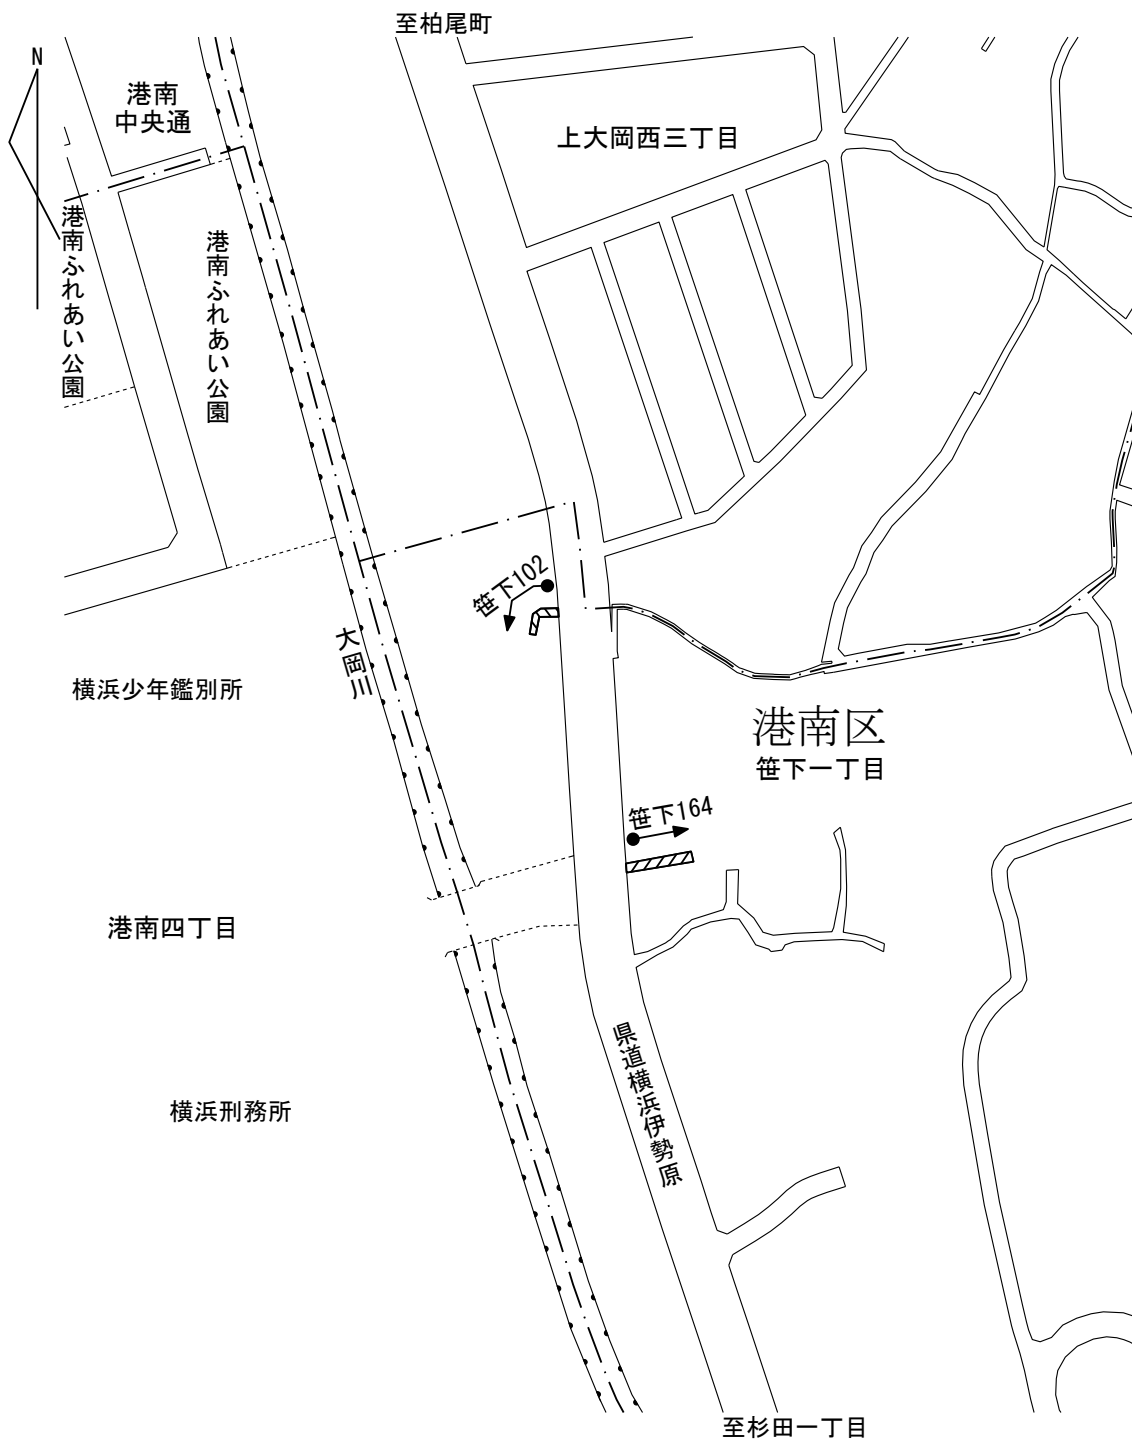 至柏尾町
N
港南
中央通
上大岡西三丁目
港南ふれあい公園
港南ふれあい公園
笹下102
大岡川
横浜少年鑑別所
港南区
笹下一丁目
笹下164
港南四丁目
県道横浜伊勢原
横浜刑務所
至杉田一丁目